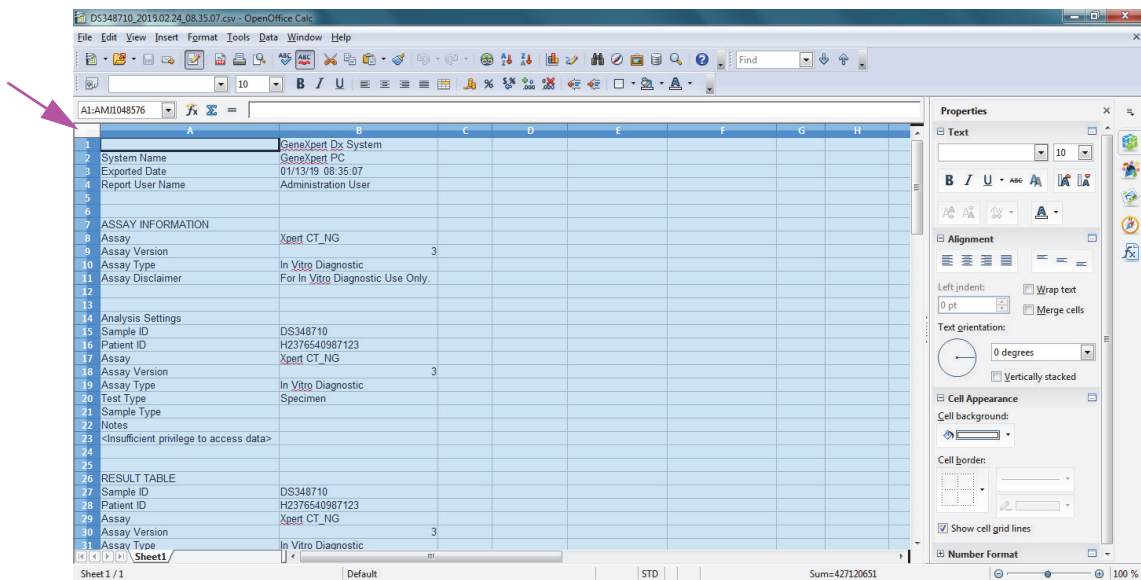 DS348710_2019.02.24_08.35.07.csv - OpenOffice Calc
File Edit View Insert Format Tools Data Window Help
ABC ABC Find
10 B I U
A1:AMJ1048576
A B C D E F G H
1 GeneXpert Dx System
2 System Name GeneXpert PC
3 Exported Date 01/13/19 08:35:07
4 Report User Name Administration User
5
6
7 ASSAY INFORMATION
8 Assay Xpert CT_NG
9 Assay Version 3
10 Assay Type In Vitro Diagnostic
11 Assay Disclaimer For In Vitro Diagnostic Use Only.
12
13
14 Analysis Settings
15 Sample ID DS348710
16 Patient ID H2376540987123
17 Assay Xpert CT_NG
18 Assay Version 3
19 Assay Type In Vitro Diagnostic
20 Test Type Specimen
21 Sample Type
22 Notes
23 <Insufficient privilege to access data>
24
25
26 RESULT TABLE
27 Sample ID DS348710
28 Patient ID H2376540987123
29 Assay Xpert CT_NG
30 Assay Version 3
31 Assay Type In Vitro Diagnostic
Sheet1
Sheet 1 / 1 Default STD Sum=427120651 100 %
Properties
Text
10
B I U ABC
Alignment
Left indent: Wrap text
0 pt Merge cells
Text orientation:
0 degrees
Vertically stacked
Cell Appearance
Cell background:
Cell border:
Show cell grid lines
Number Format